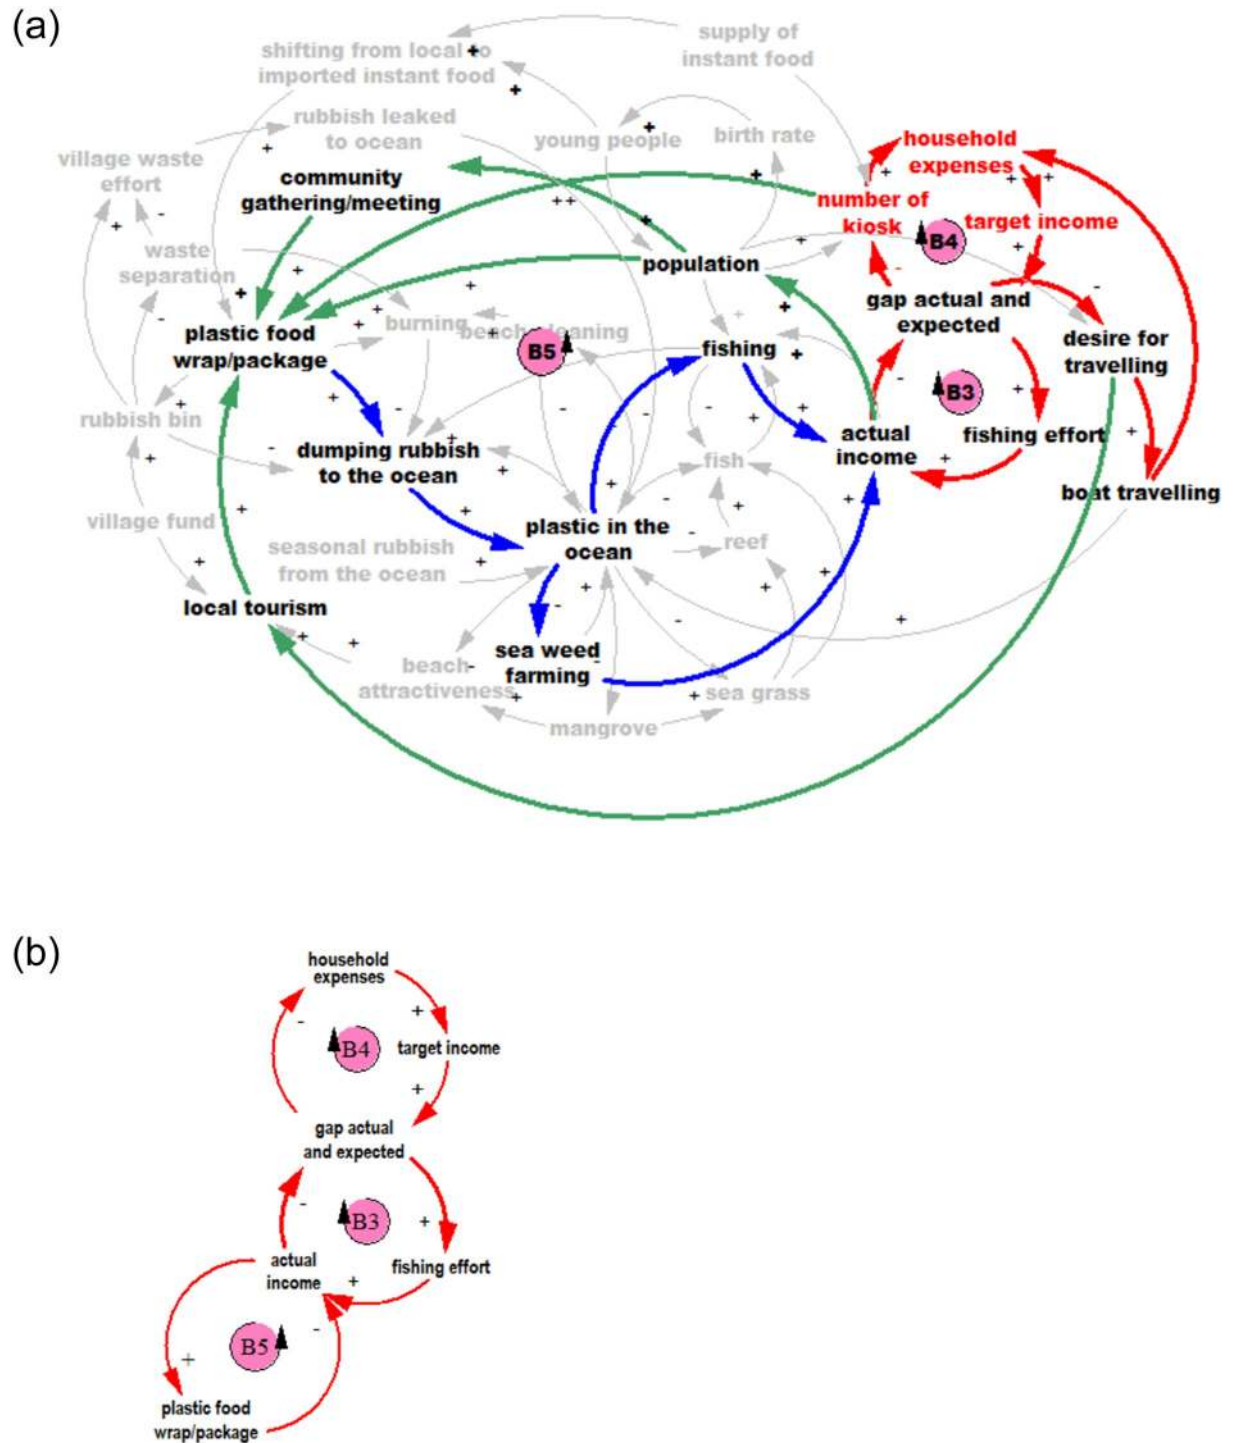 (a)
supply of
instant food
shifting from local to
imported instant food
rubbish leaked
to ocean
young people
birth rate
household
expenses
village waste
effort
community
gathering/meeting
number of
kiosk
target income
B4
waste
separation
population
gap actual and
expected
plastic food
wrap/package
burning
beach cleaning
B5
fishing
desire for
travelling
B3
rubbish bin
dumping rubbish
to the ocean
fish
actual
income
fishing effort
boat travelling
village fund
plastic in the
ocean
reef
seasonal rubbish
from the ocean
local tourism
sea weed
farming
beach
attractiveness
sea grass
mangrove
(b)
household
expenses
+
-
B4
target income
+
gap actual
and expected
-
B3
+
actual
income
fishing effort
+
-
B5
+
plastic food
wrap/package